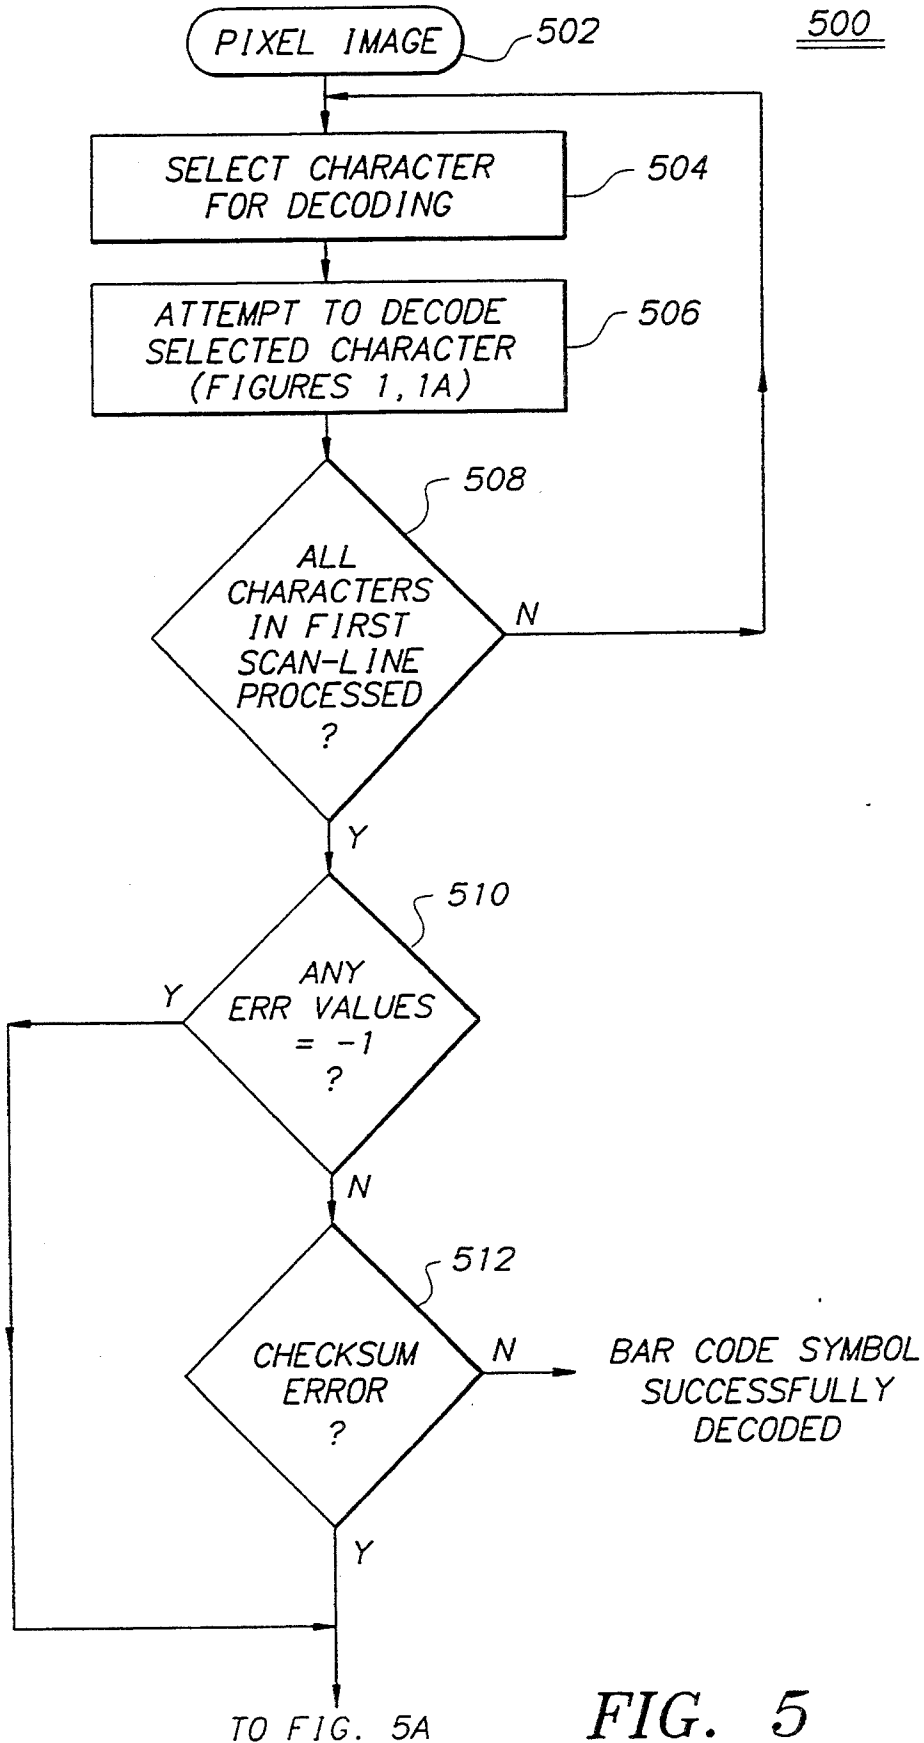 500
PIXEL IMAGE
502
SELECT CHARACTER
FOR DECODING
504
ATTEMPT TO DECODE
SELECTED CHARACTER
(FIGURES 1,1A)
506
508
ALL
CHARACTERS
IN FIRST
SCAN-LINE
PROCESSED
?
N
Y
510
ANY
ERR VALUES
= -1
?
Y
N
512
CHECKSUM
ERROR
?
N
BAR CODE SYMBOL
SUCCESSFULLY
DECODED
Y
TO FIG. 5A
FIG. 5